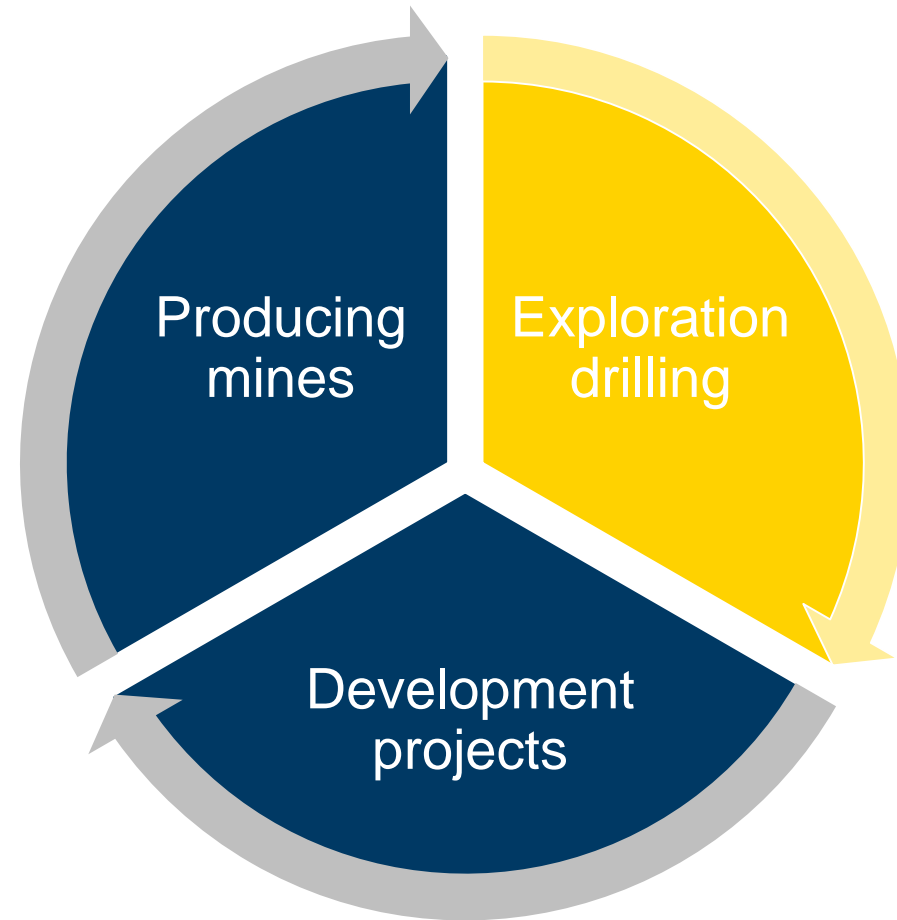 Producing
mines
Exploration
drilling
Development
projects